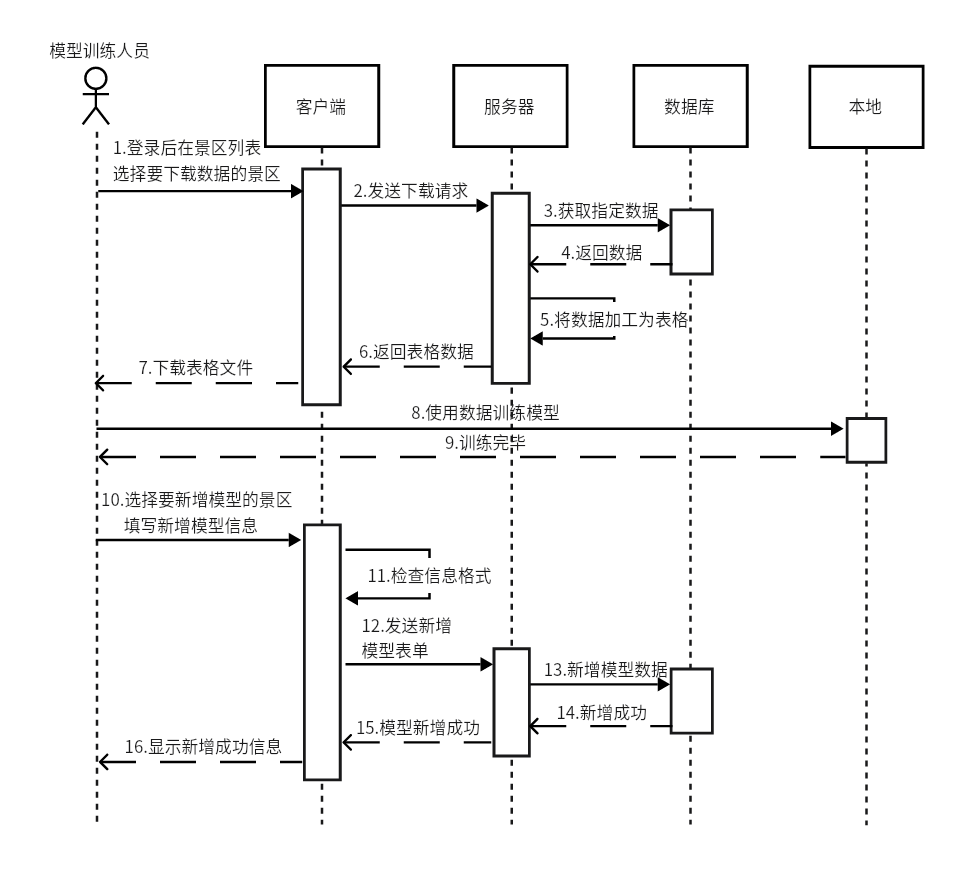 模型训练人员
客户端
服务器
数据库
本地
1.登录后在景区列表
选择要下载数据的景区
2.发送下载请求
3.获取指定数据
4.返回数据
5.将数据加工为表格
6.返回表格数据
7.下载表格文件
8.使用数据训练模型
9.训练完毕
10.选择要新增模型的景区
填写新增模型信息
11.检查信息格式
12.发送新增
模型表单
13.新增模型数据
14.新增成功
15.模型新增成功
16.显示新增成功信息